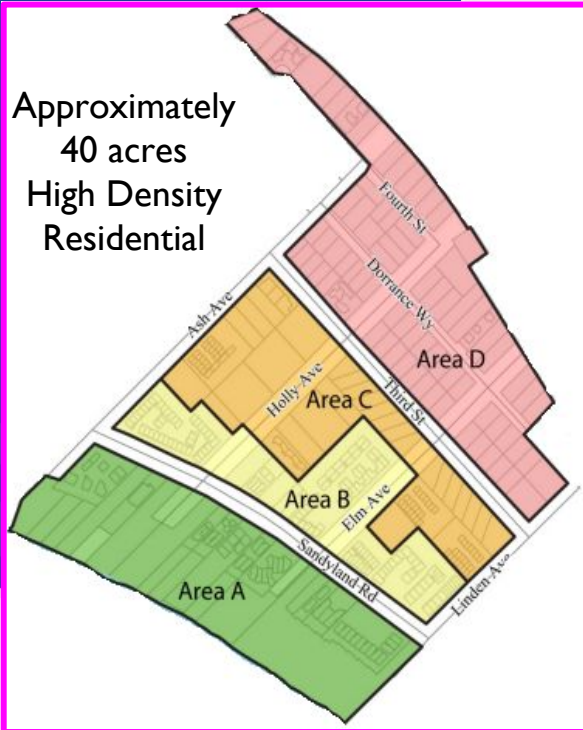 Approximately
40 acres
High Density
Residential
Fourth St
Dorrance Wy
Area D
Ash Ave
Holly Ave
Area C
Third St
Area B
Elm Ave
Sandyland Rd
Area A
Linden Ave